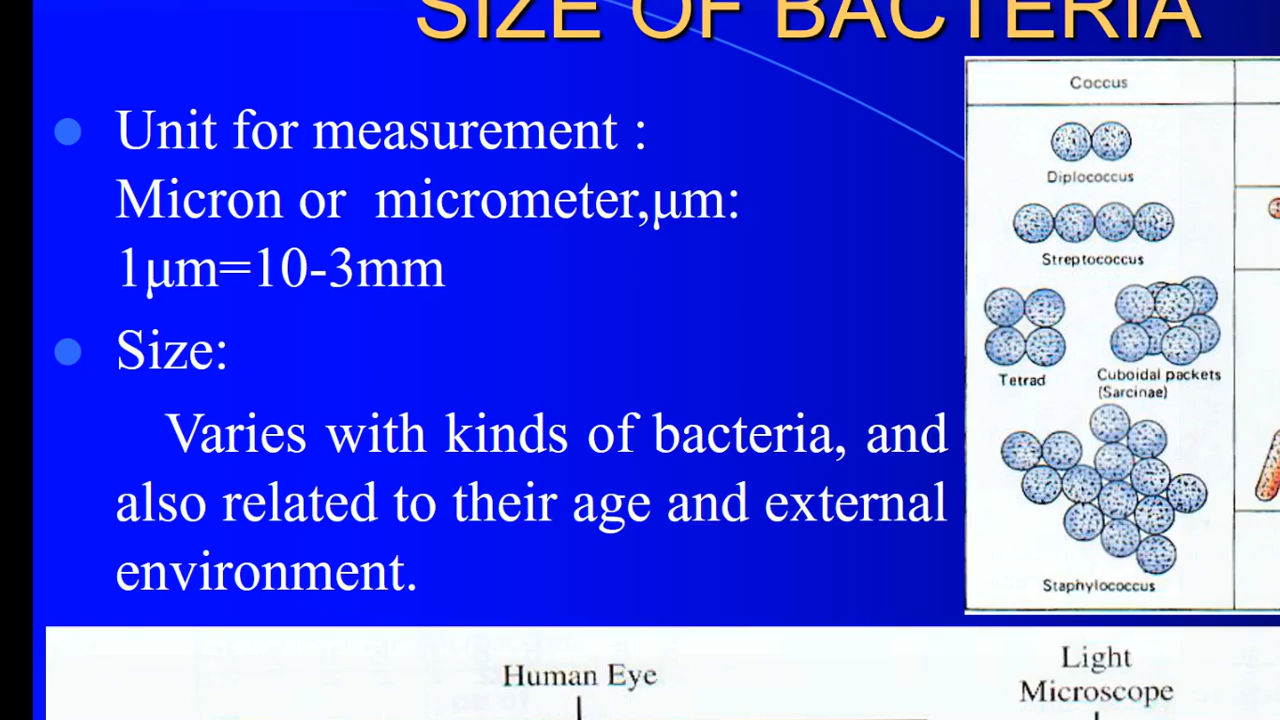 SIZE OF BACTERIA
Unit for measurement :
Micron or micrometer,μm:
1μm=10-3mm
Size:
Varies with kinds of bacteria, and
also related to their age and external
environment.
Coccus
Diplococcus
Streptococcus
Tetrad
Cuboidal packets
(Sarcinae)
Staphylococcus
Human Eye
Light
Microscope